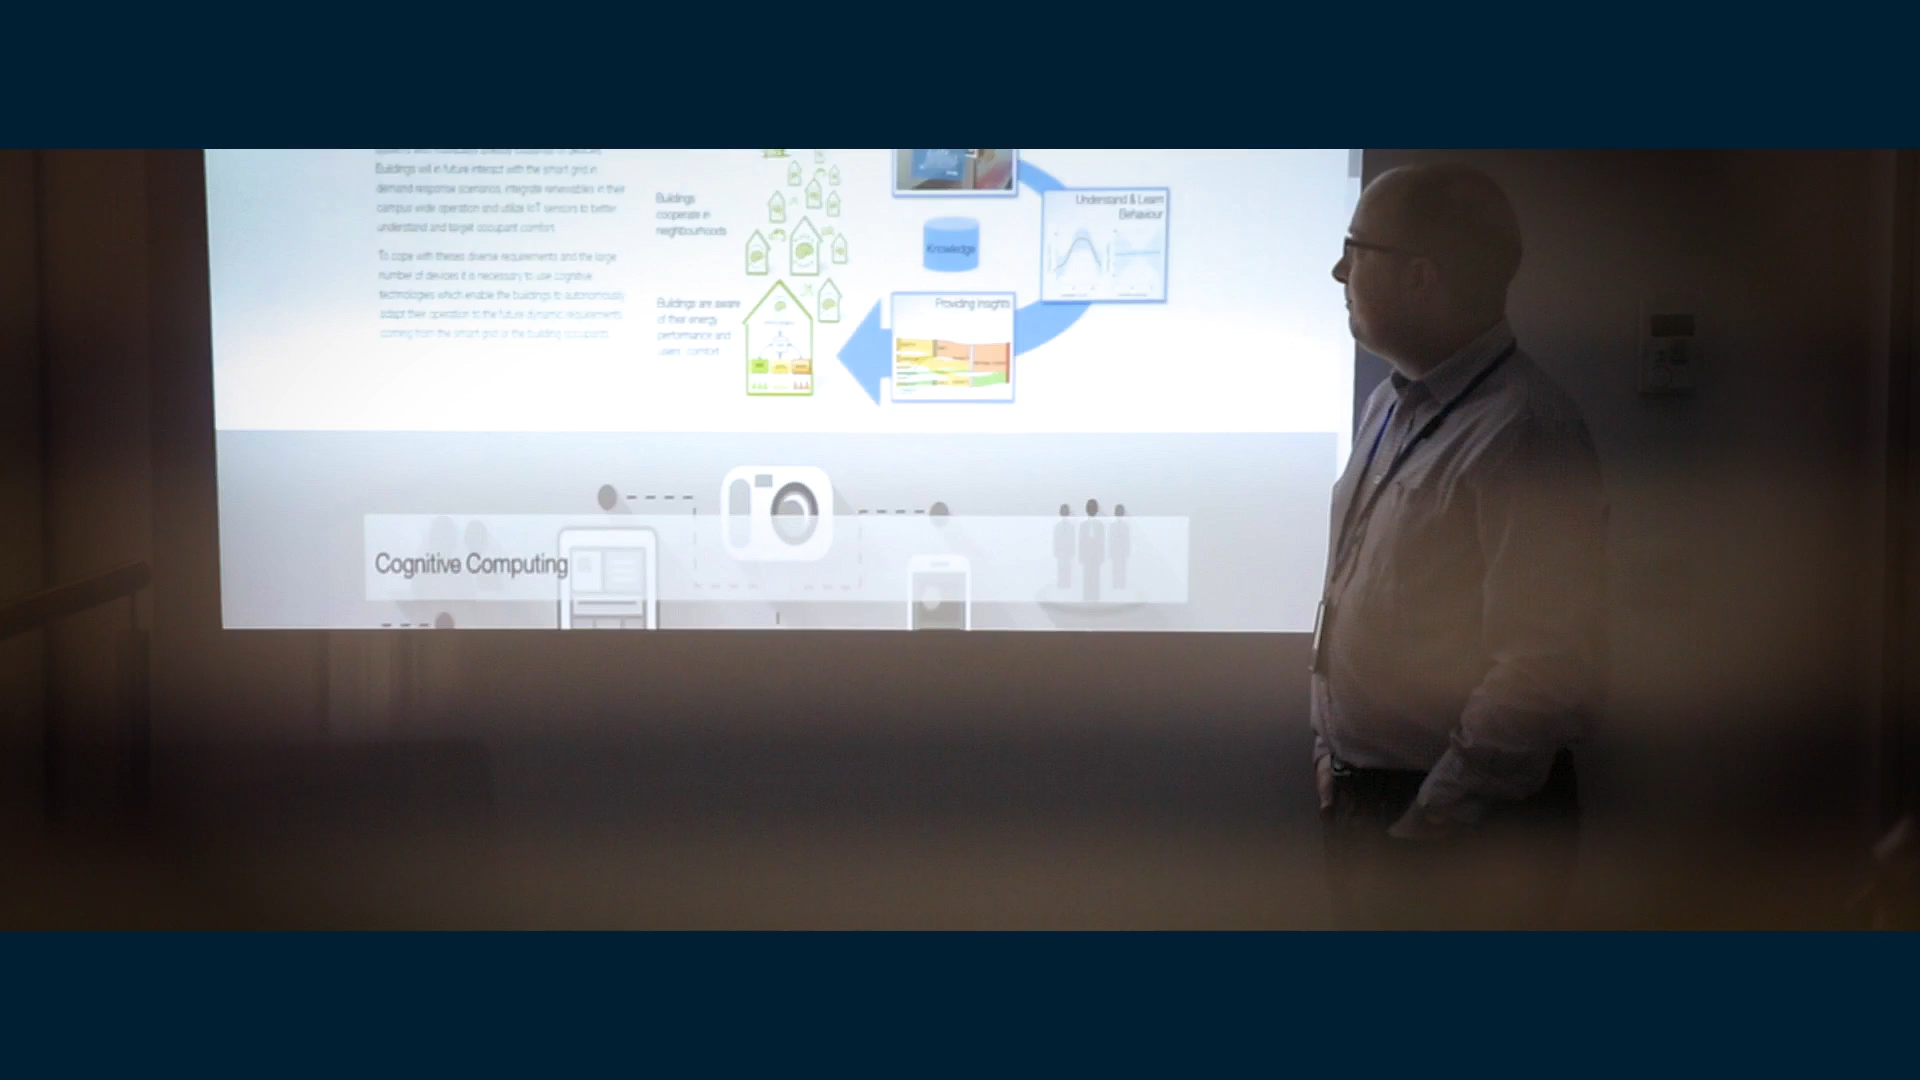 Buildings will in future interact with the smart grid in
demand response scenarios, integrate renewables in their
campus wide operation and utilize IoT sensors to better
understand and target occupant comfort.
To cope with theses diverse requirements and the large
number of devices it is necessary to use cognitive
technologies which enable the buildings to autonomously
adapt their operation to the future dynamic requirements
coming from the smart grid or the building occupants.
Buildings
cooperate in
neighbourhoods
Buildings are aware
of their energy
performance and
users' comfort
Knowledge
Understand & Learn
Behaviour
Providing Insights
Cognitive Computing